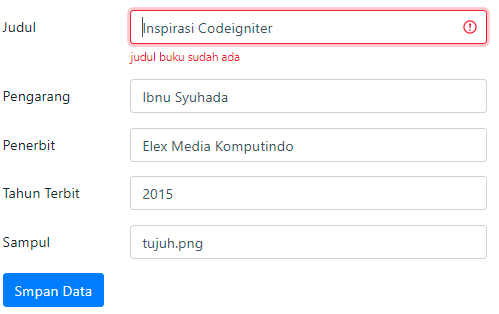 Judul Inspirasi Codeigniter
judul buku sudah ada
Pengarang Ibnu Syuhada
Penerbit Elex Media Komputindo
Tahun Terbit 2015
Sampul tujuh.png
Smpan Data